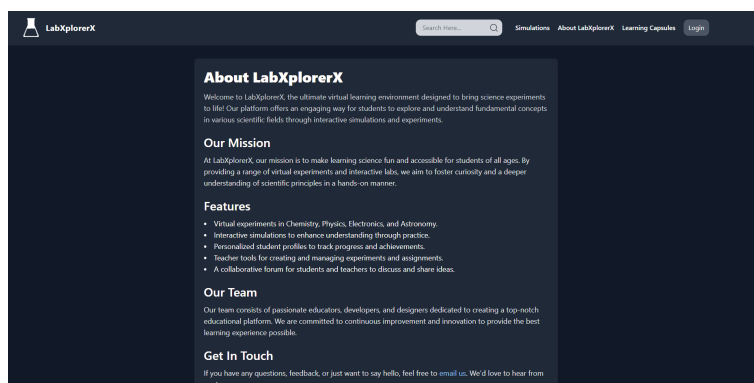 LabXplorerX
Search Here...
Simulations About LabXplorerX Learning Capsules Login
About LabXplorerX
Welcome to LabXplorerX, the ultimate virtual learning environment designed to bring science experiments
to life! Our platform offers an engaging way for students to explore and understand fundamental concepts
in various scientific fields through interactive simulations and experiments.
Our Mission
At LabXplorerX, our mission is to make learning science fun and accessible for students of all ages. By
providing a range of virtual experiments and interactive labs, we aim to foster curiosity and a deeper
understanding of scientific principles in a hands-on manner.
Features
• Virtual experiments in Chemistry, Physics, Electronics, and Astronomy.
• Interactive simulations to enhance understanding through practice.
• Personalized student profiles to track progress and achievements.
• Teacher tools for creating and managing experiments and assignments.
• A collaborative forum for students and teachers to discuss and share ideas.
Our Team
Our team consists of passionate educators, developers, and designers dedicated to creating a top-notch
educational platform. We are committed to continuous improvement and innovation to provide the best
learning experience possible.
Get In Touch
If you have any questions, feedback, or just want to say hello, feel free to email us. We'd love to hear from